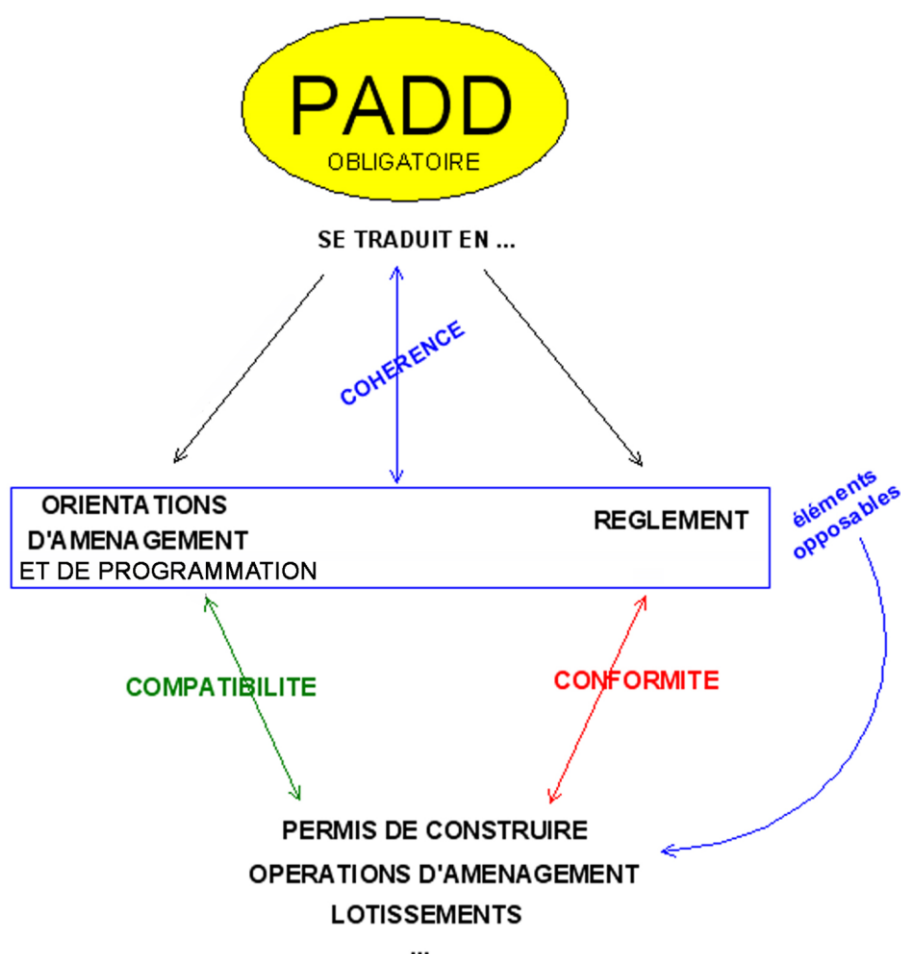 PADD
OBLIGATOIRE
SE TRADUIT EN ...
COHERENCE
ORIENTATIONS
D'AMENAGEMENT
ET DE PROGRAMMATION
REGLEMENT
éléments
opposables
COMPATIBILITE
CONFORMITE
PERMIS DE CONSTRUIRE
OPERATIONS D'AMENAGEMENT
LOTISSEMENTS
...